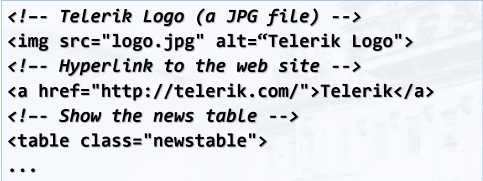 <!-- Telerik Logo (a JPG file) -->
<img src="logo.jpg" alt=“Telerik Logo">
<!-- Hyperlink to the web site -->
<a href="http://telerik.com/">Telerik</a>
<!-- Show the news table -->
<table class="newstable">
...